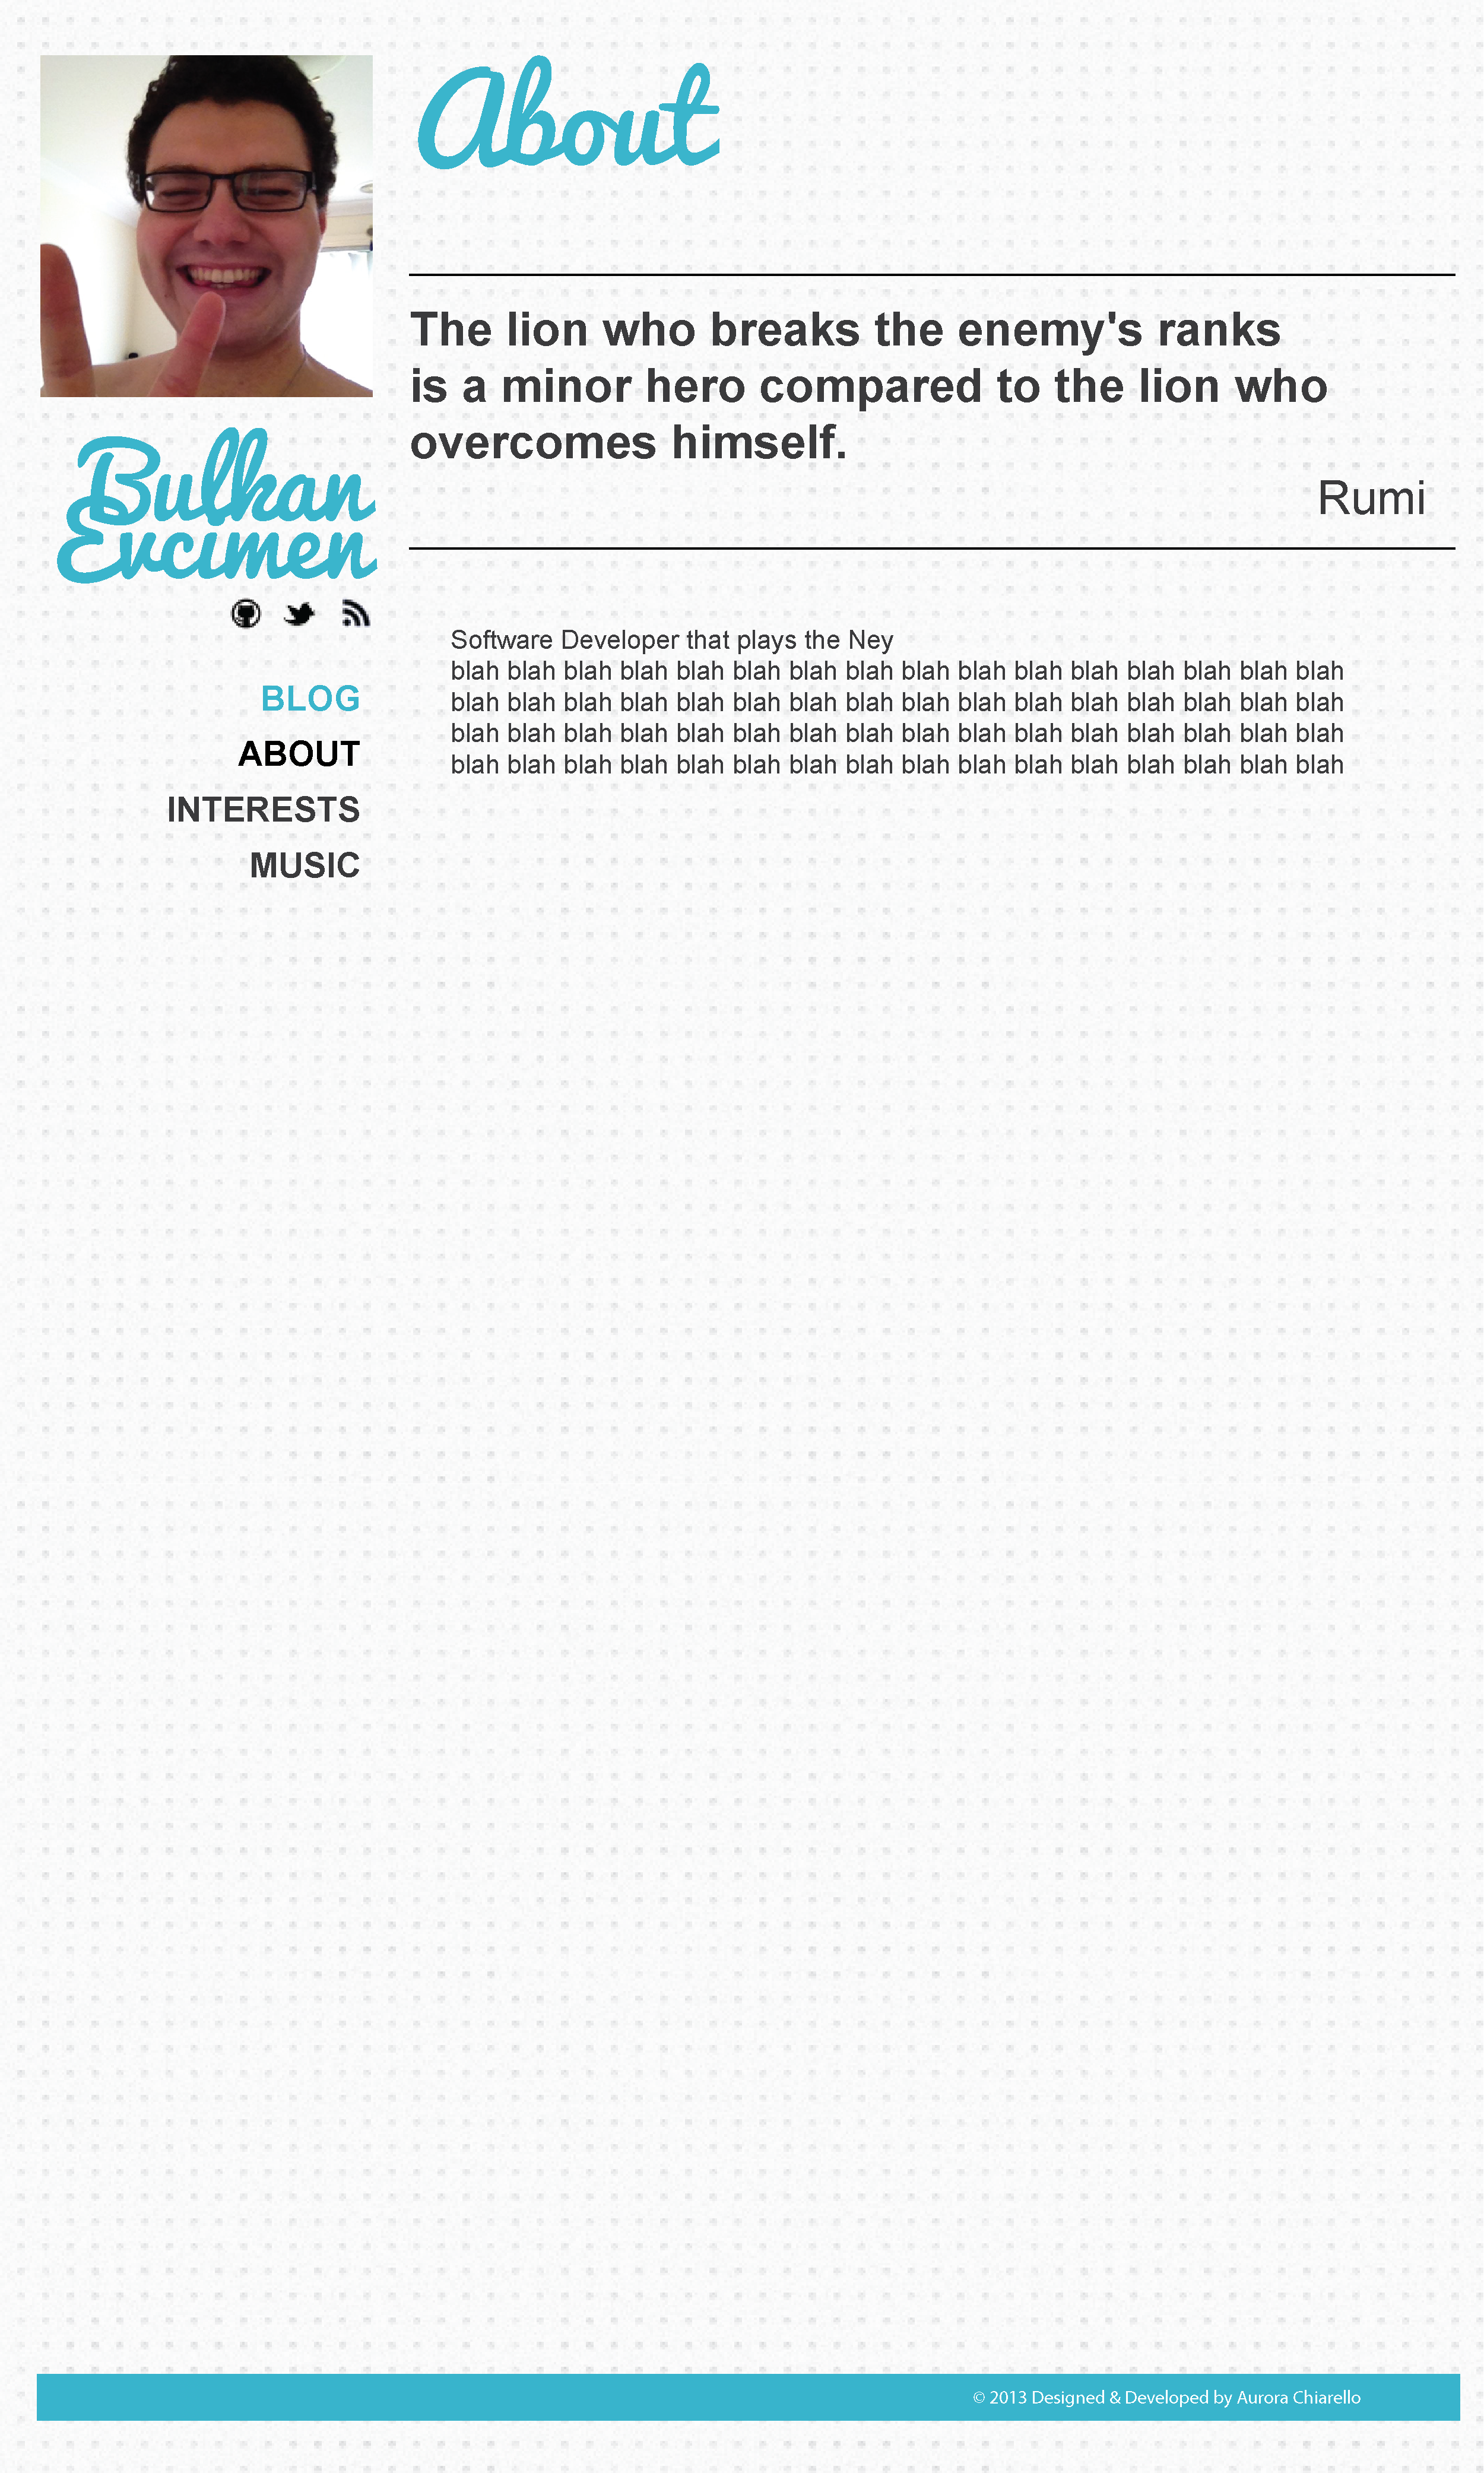 About
The lion who breaks the enemy's ranks
is a minor hero compared to the lion who
overcomes himself.
Rumi
Bulkan
Evcimen
BLOG
ABOUT
INTERESTS
MUSIC
Software Developer that plays the Ney
blah blah blah blah blah blah blah blah blah blah blah blah blah blah blah blah
blah blah blah blah blah blah blah blah blah blah blah blah blah blah blah blah
blah blah blah blah blah blah blah blah blah blah blah blah blah blah blah blah
blah blah blah blah blah blah blah blah blah blah blah blah blah blah blah blah
© 2013 Designed & Developed by Aurora Chiarello